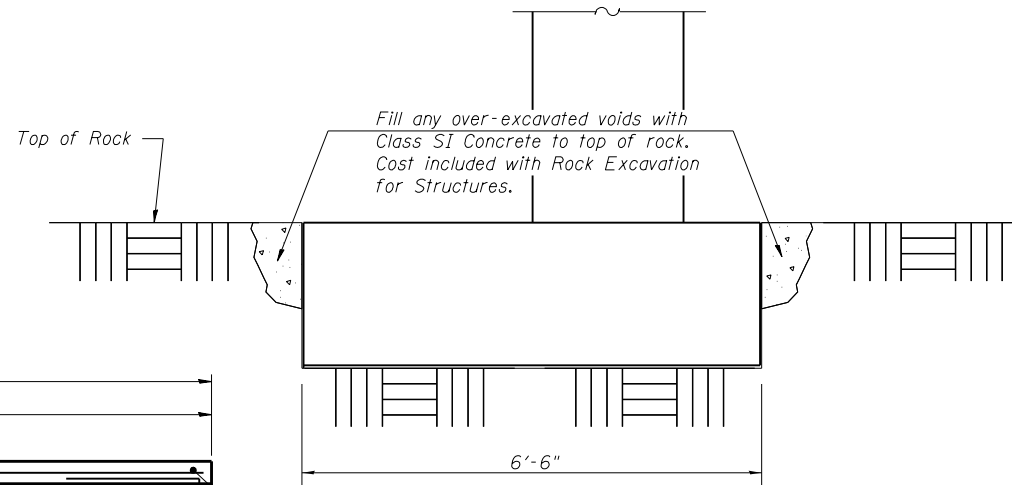 Fill any over-excavated voids with
Top of Rock
Class SI Concrete to top of rock.
Cost included with Rock Excavation
for Structures.
6'-6"